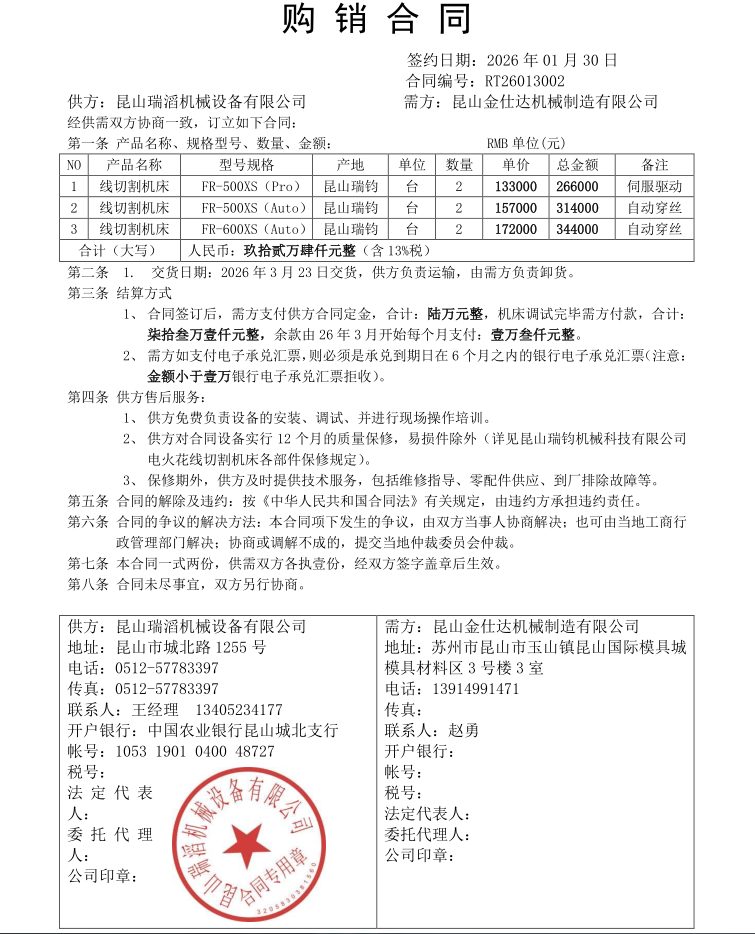 购 销 合 同
签约日期：2026 年 01 月 30 日
合同编号：RT26013002
供方：昆山瑞滔机械设备有限公司 需方：昆山金仕达机械制造有限公司
经供需双方协商一致，订立如下合同：
第一条 产品名称、规格型号、数量、金额： RMB 单位(元)
NO 产品名称 型号规格 产地 单位 数量 单价 总金额 备注
1 线切割机床 FR-500XS（Pro） 昆山瑞钧 台 2 133000 266000 伺服驱动
2 线切割机床 FR-500XS（Auto） 昆山瑞钧 台 2 157000 314000 自动穿丝
3 线切割机床 FR-600XS（Auto） 昆山瑞钧 台 2 172000 344000 自动穿丝
合计（大写） 人民币：玖拾贰万肆仟元整（含 13%税）
第二条 1. 交货日期：2026 年 3 月 23 日交货，供方负责运输，由需方负责卸货。
第三条 结算方式
1、 合同签订后，需方支付供方合同定金，合计：陆万元整，机床调试完毕需方付款，合计：
柒拾叁万壹仟元整，余款由 26 年 3 月开始每个月支付：壹万叁仟元整。
2、 需方如支付电子承兑汇票，则必须是承兑到期日在 6 个月之内的银行电子承兑汇票（注意：
金额小于壹万银行电子承兑汇票拒收）。
第四条 供方售后服务：
1、 供方免费负责设备的安装、调试、并进行现场操作培训。
2、 供方对合同设备实行 12 个月的质量保修，易损件除外（详见昆山瑞钧机械科技有限公司
电火花线切割机床各部件保修规定）。
3、 保修期外，供方及时提供技术服务，包括维修指导、零配件供应、到厂排除故障等。
第五条 合同的解除及违约：按《中华人民共和国合同法》有关规定，由违约方承担违约责任。
第六条 合同的争议的解决方法：本合同项下发生的争议，由双方当事人协商解决；也可由当地工商行
政管理部门解决；协商或调解不成的，提交当地仲裁委员会仲裁。
第七条 本合同一式两份，供需双方各执壹份，经双方签字盖章后生效。
第八条 合同未尽事宜，双方另行协商。
供方：昆山瑞滔机械设备有限公司
地址：昆山市城北路 1255 号
电话：0512-57783397
传真：0512-57783397
联系人：王经理 13405234177
开户银行：中国农业银行昆山城北支行
帐号：1053 1901 0400 48727
税号：
法 定 代 表
人：
委 托 代 理
人：
公司印章：
昆山瑞滔机械设备有限公司
合同专用章
3205830381660
需方：昆山金仕达机械制造有限公司
地址：苏州市昆山市玉山镇昆山国际模具城
模具材料区 3 号楼 3 室
电话：13914991471
传真：
联系人：赵勇
开户银行：
帐号：
税号：
法定代表人：
委托代理人：
公司印章：